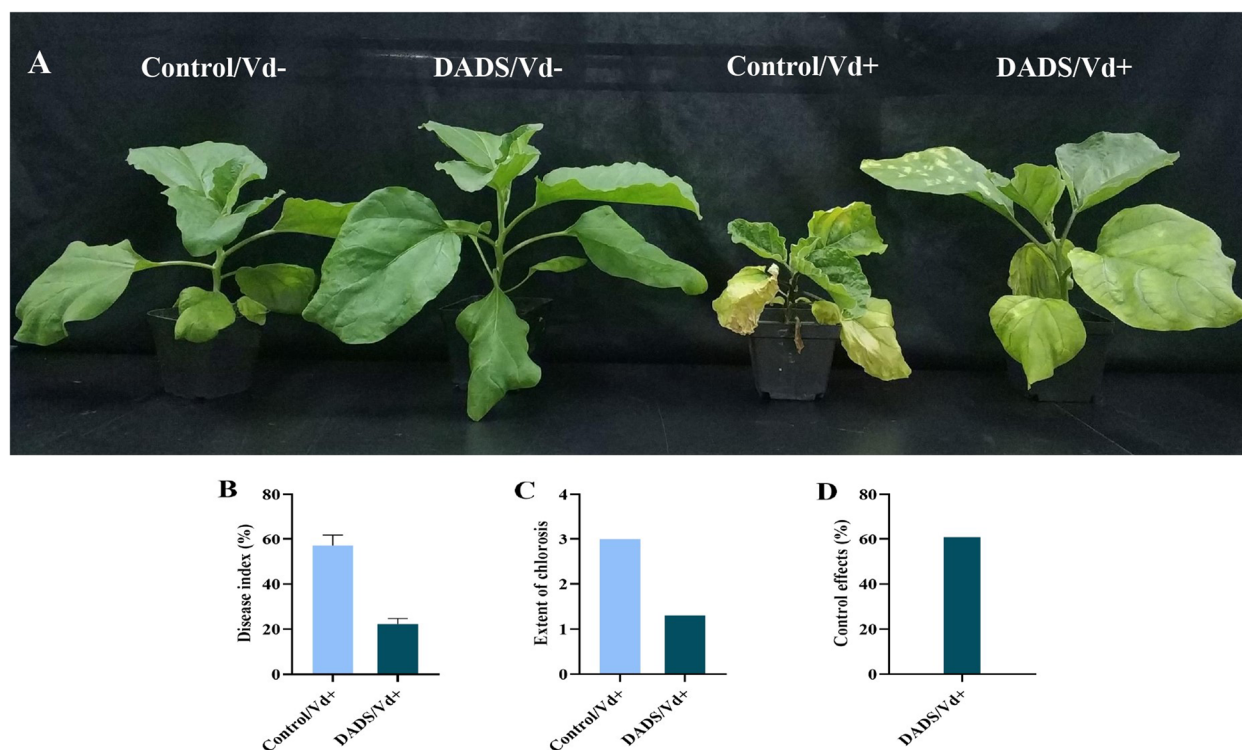 A
Control/Vd-
DADS/Vd-
Control/Vd+
DADS/Vd+
B
Disease index (%)
80
60
40
20
0
Control/Vd+
DADS/Vd+
C
Extent of chlorosis
4
3
2
1
0
Control/Vd+
DADS/Vd+
D
Control effects (%)
80
60
40
20
0
DADS/Vd+